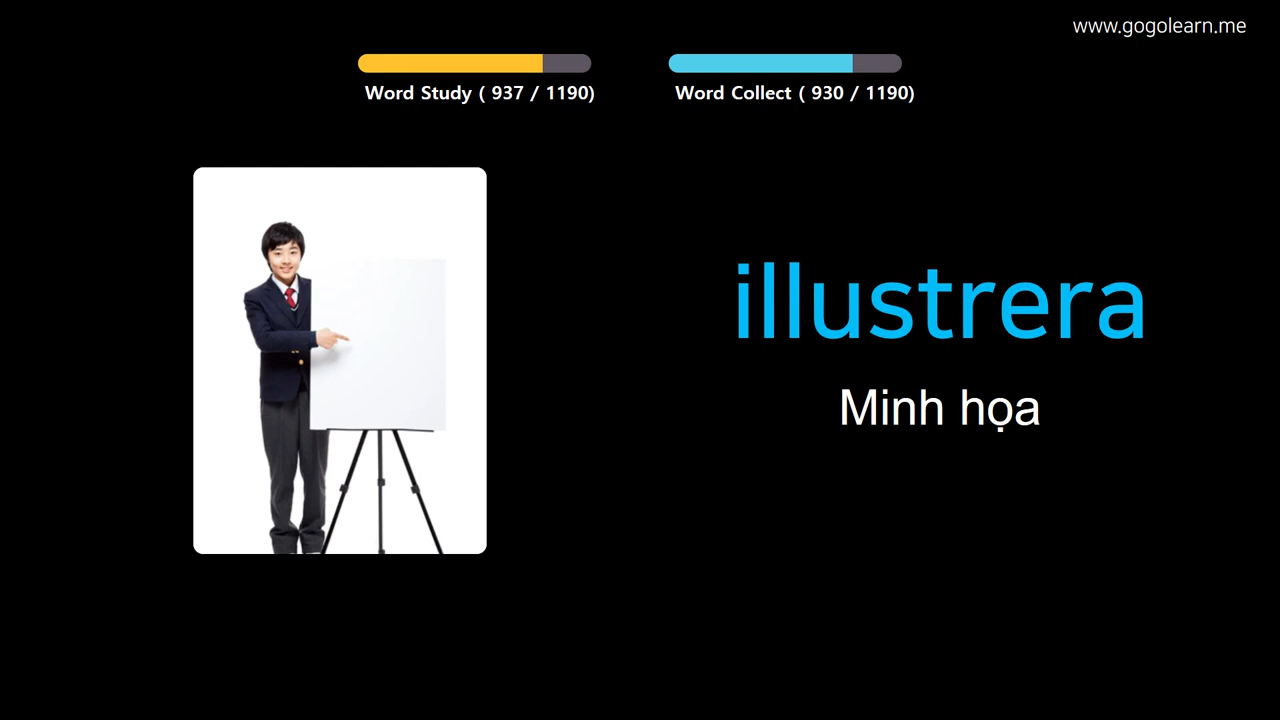 www.gogolearn.me
Word Study ( 937 / 1190)
Word Collect ( 930 / 1190)
illustrera
Minh họa